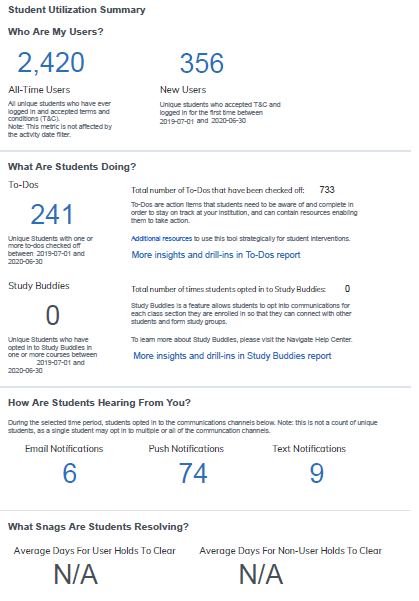 Student Utilization Summary
Who Are My Users?
2,420
All-Time Users
All unique students who have ever
logged in and accepted terms and
conditions (T&C).
Note: This metric is not affected by
the activity date filter.
356
New Users
Unique students who accepted T&C and
logged in for the first time between
2019-07-01 and 2020-06-30
What Are Students Doing?
To-Dos
241
Unique Students with one or
more to-dos checked off
between 2019-07-01 and
2020-06-30
Total number of To-Dos that have been checked off: 733
To-Dos are action items that students need to be aware of and complete in
order to stay on track at your institution, and can contain resources enabling
them to take action.
Additional resources to use this tool strategically for student interventions.
More insights and drill-ins in To-Dos report
Study Buddies
0
Unique Students who have
opted in to Study Buddies in
one or more courses between
2019-07-01 and
2020-06-30
Total number of times students opted in to Study Buddies: 0
Study Buddies is a feature allows students to opt into communications for
each class section they are enrolled in so that they can connect with other
students and form study groups.
To learn more about Study Buddies, please visit the Navigate Help Center.
More insights and drill-ins in Study Buddies report
How Are Students Hearing From You?
During the selected time period, students opted in to the communications channels below. Note: this is not a count of unique
students, as a single student may opt in to multiple or all of the communication channels.
Email Notifications
6
Push Notifications
74
Text Notifications
9
What Snags Are Students Resolving?
Average Days For User Holds To Clear
N/A
Average Days For Non-User Holds To Clear
N/A